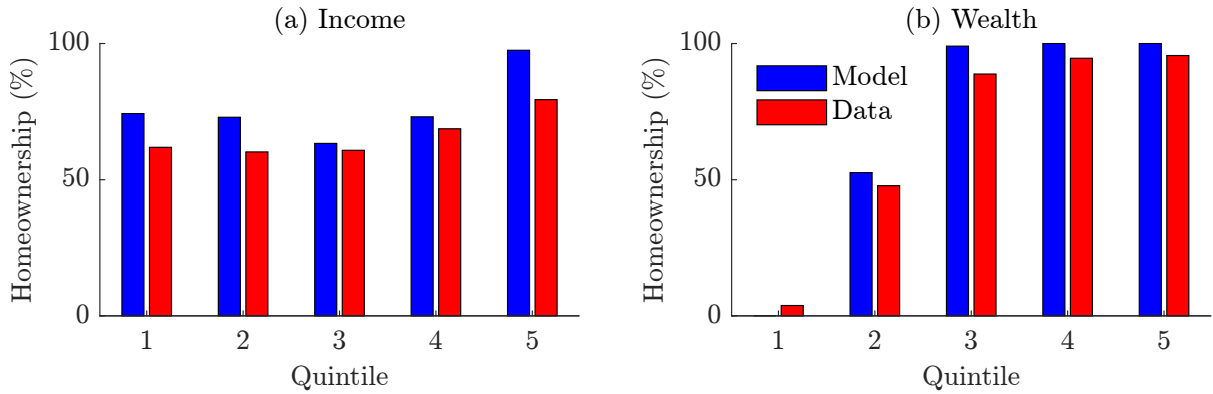 (a) Income
Homeownership (%)
100
50
0
1 2 3 4 5
Quintile
(b) Wealth
Homeownership (%)
100
50
0
Model
Data
1 2 3 4 5
Quintile